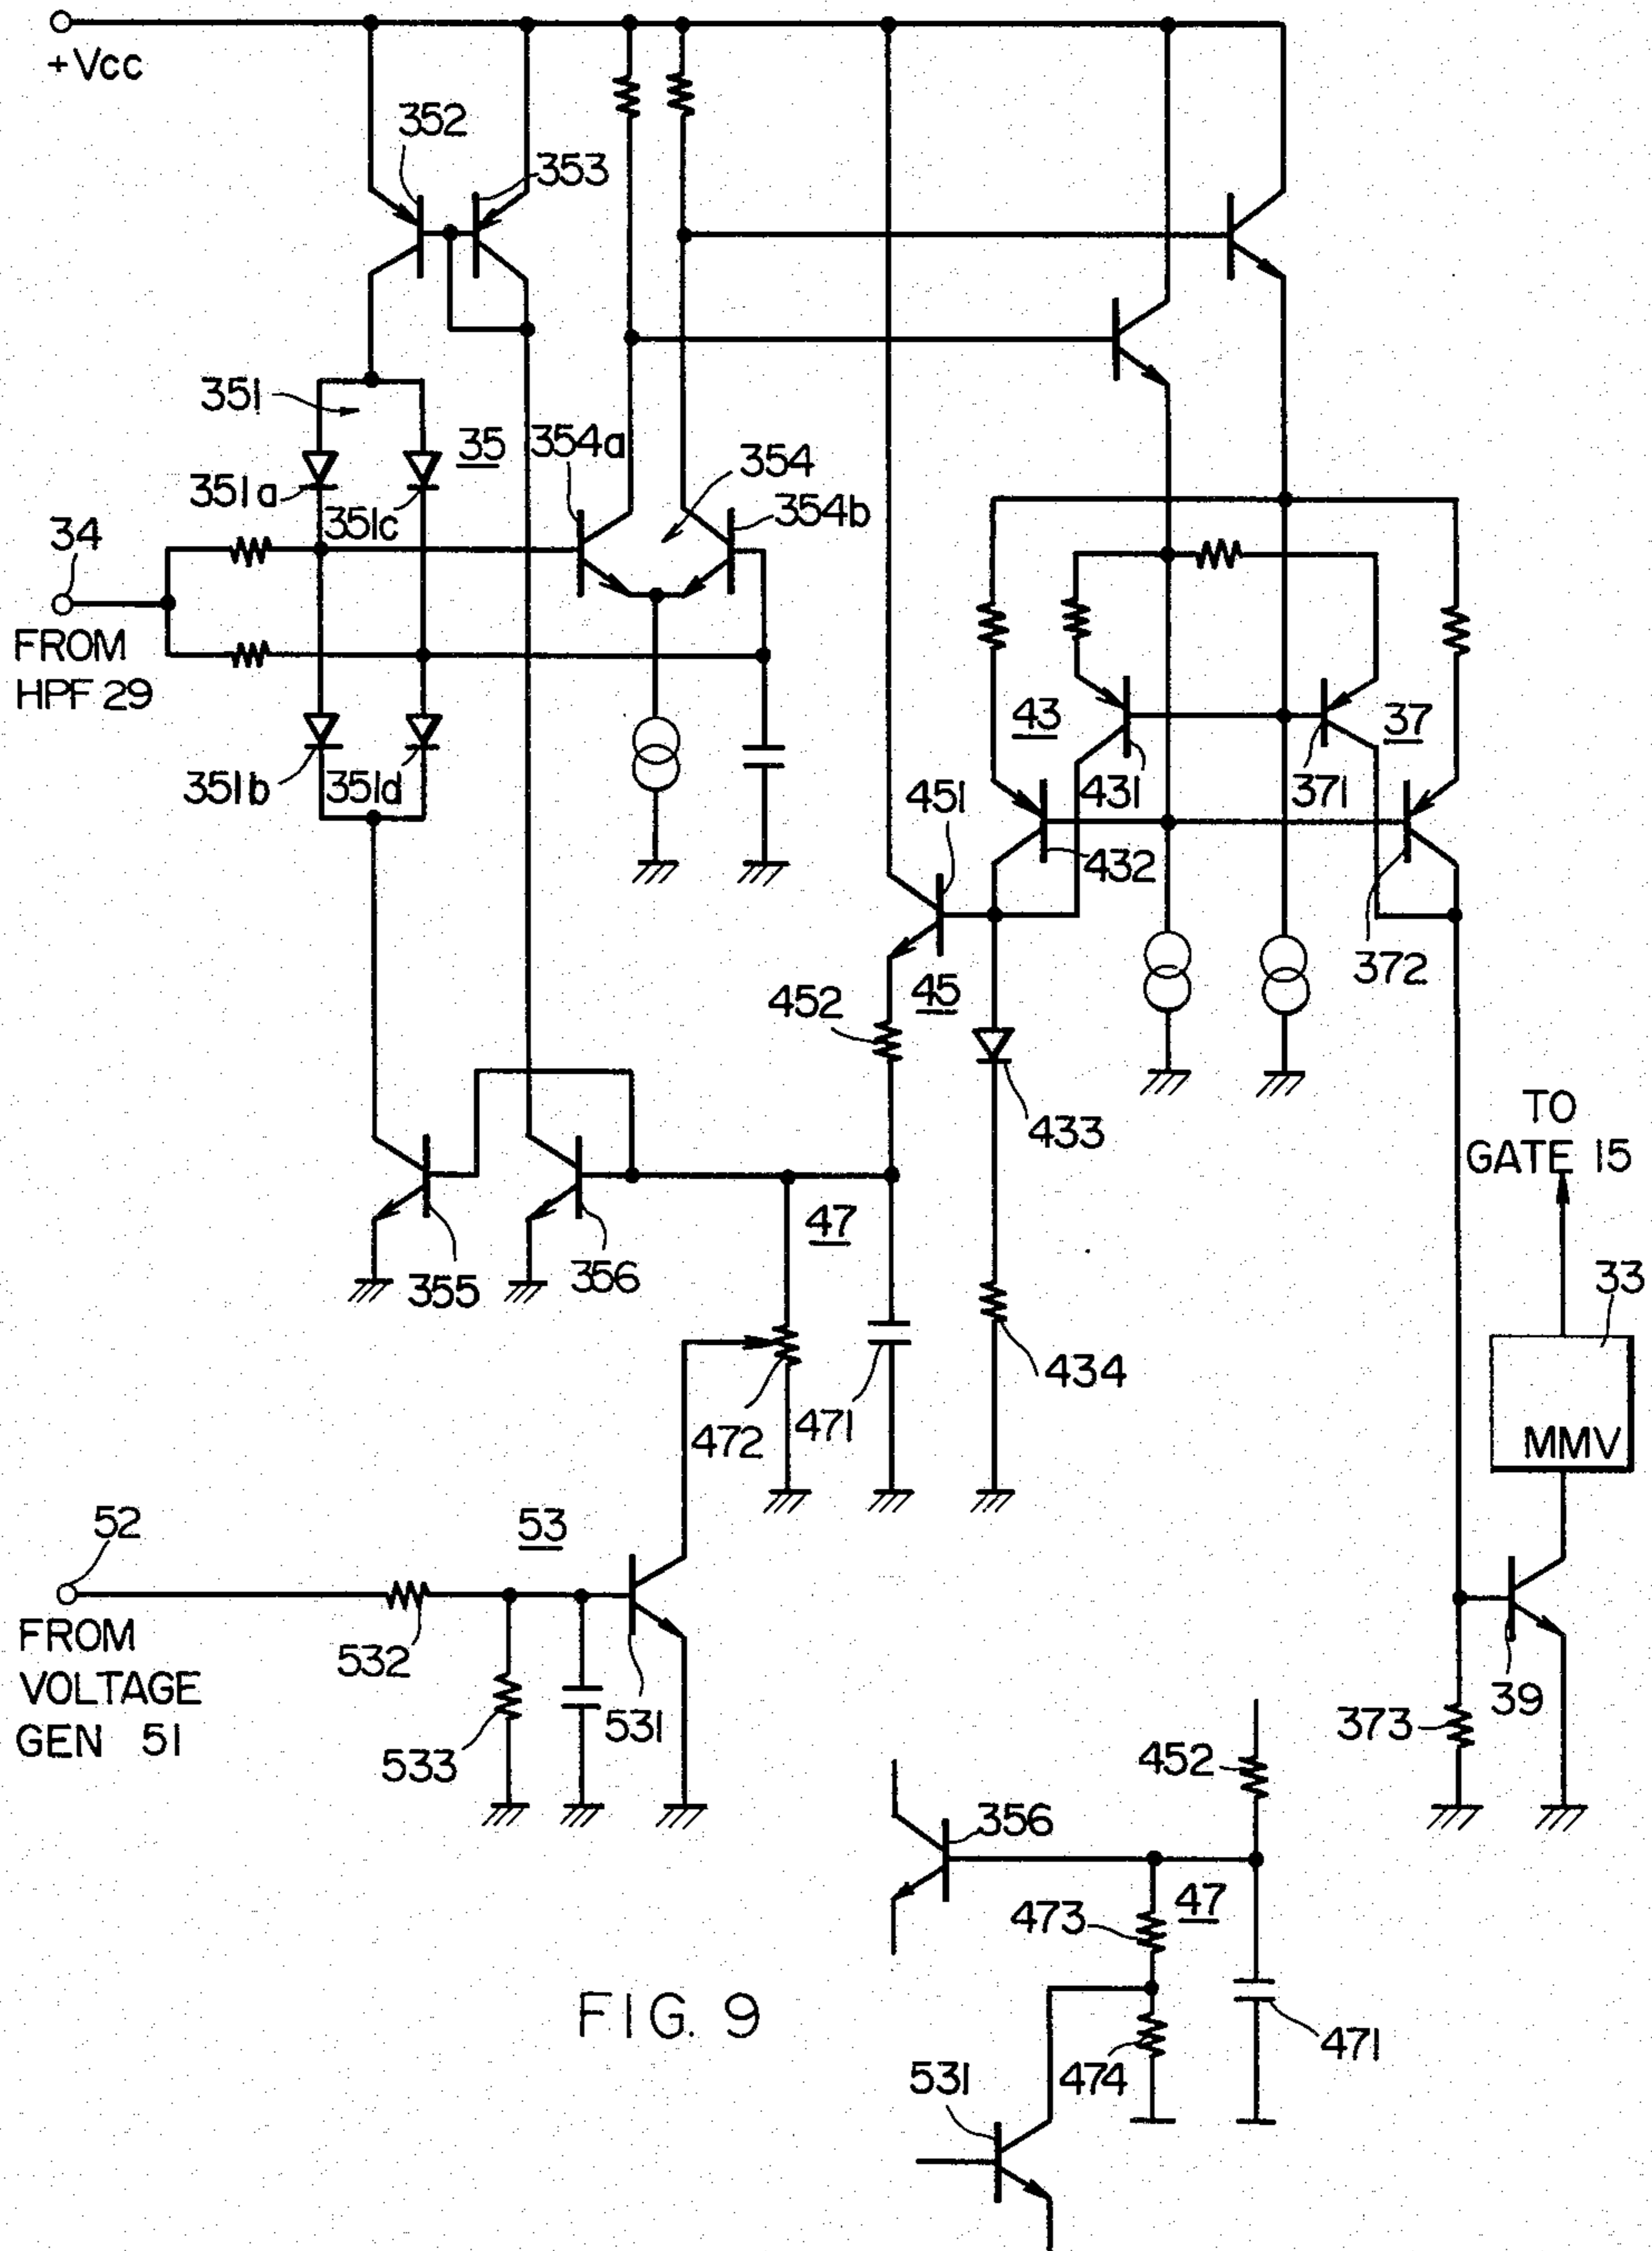 +Vcc
352
353
351
35
354a
354
351a
351c
354b
34
FROM
HPF 29
43
37
351b
351d
451
431
371
432
372
452
45
433
TO
GATE 15
47
355
356
33
434
472
471
MMV
52
53
FROM
VOLTAGE
GEN 51
532
533
531
39
373
452
356
473
47
FIG. 9
471
531
474